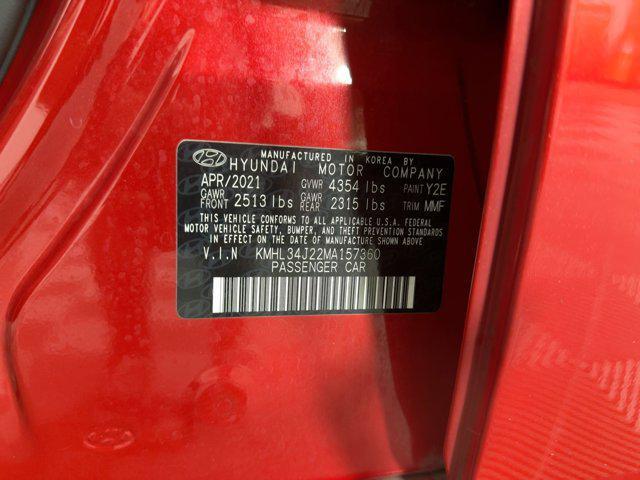 MANUFACTURED IN KOREA BY
HYUNDAI MOTOR COMPANY
APR/2021 GVWR 4354 lbs PAINT Y2E
GAWR FRONT 2513 lbs GAWR REAR 2315 lbs TRIM MMF
THIS VEHICLE CONFORMS TO ALL APPLICABLE U.S.A. FEDERAL
MOTOR VEHICLE SAFETY, BUMPER, AND THEFT PREVENTION STANDARDS
IN EFFECT ON THE DATE OF MANUFACTURE SHOWN ABOVE.
V.I.N KMHL34J22MA157360
PASSENGER CAR